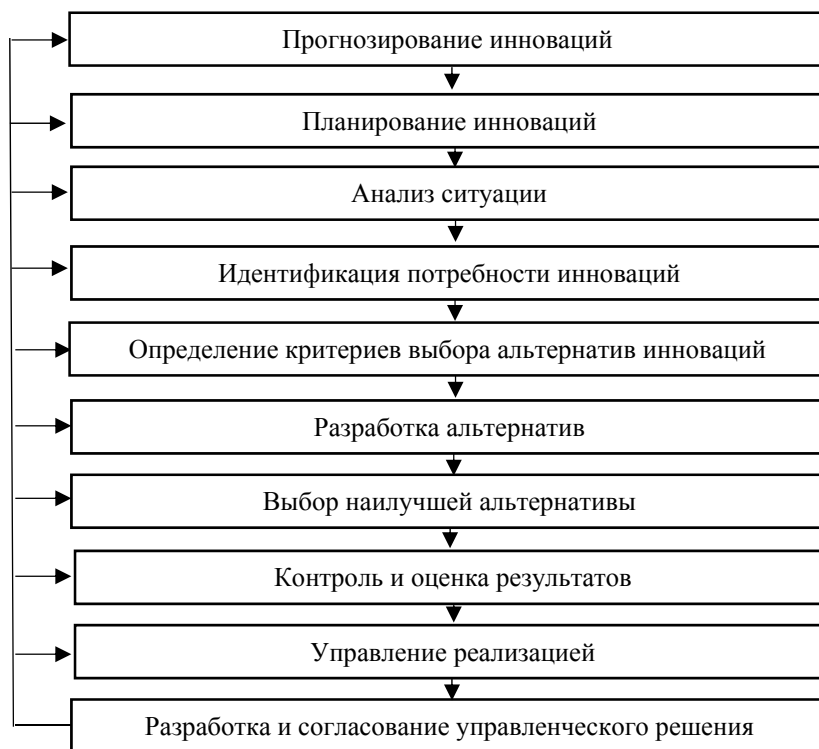 Прогнозирование инноваций
Планирование инноваций
Анализ ситуации
Идентификация потребности инноваций
Определение критериев выбора альтернатив инноваций
Разработка альтернатив
Выбор наилучшей альтернативы
Контроль и оценка результатов
Управление реализацией
Разработка и согласование управленческого решения